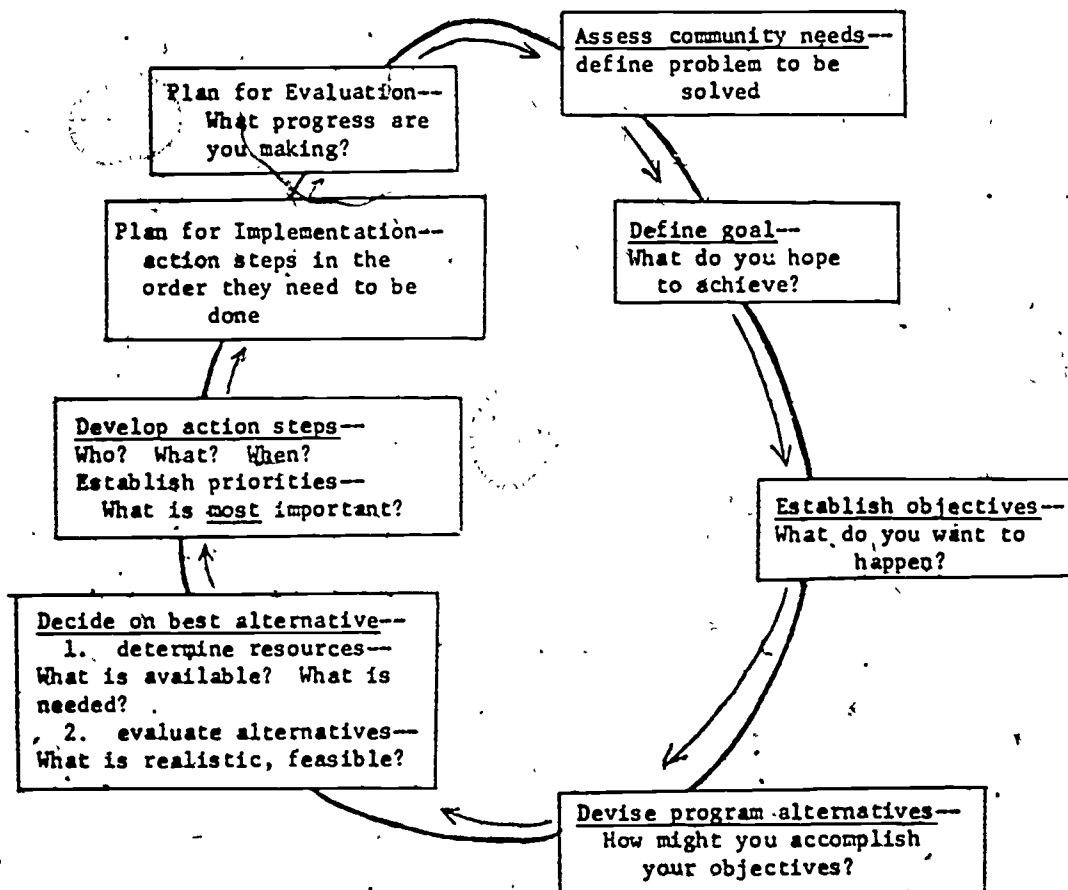 Assess community needs--
define problem to be
solved
Define goal--
What do you hope
to achieve?
Establish objectives--
What do you want to
happen?
Devise program alternatives--
How might you accomplish
your objectives?
Decide on best alternative--
1. determine resources--
What is available? What is
needed?
2. evaluate alternatives--
What is realistic, feasible?
Develop action steps--
Who? What? When?
Establish priorities--
What is most important?
Plan for Implementation--
action steps in the
order they need to be
done
Plan for Evaluation--
What progress are
you making?